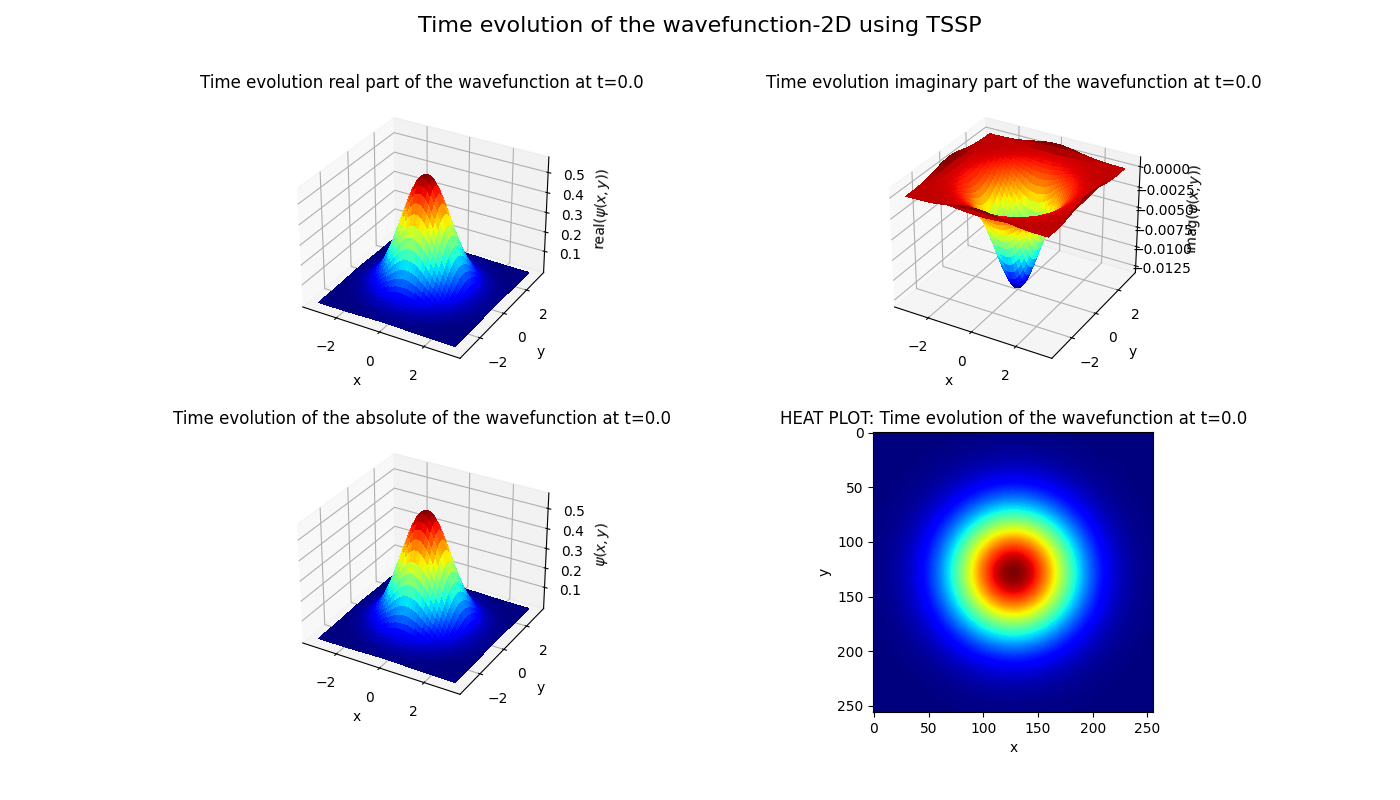 Time evolution of the wavefunction-2D using TSSP
Time evolution real part of the wavefunction at t=0.0
0.5
0.4
0.3
0.2
0.1
real(ψ(x, y))
−2
0
2
x
−2
0
2
y
Time evolution imaginary part of the wavefunction at t=0.0
0.0000
−0.0025
−0.0050
−0.0075
−0.0100
−0.0125
imag(ψ(x, y))
−2
0
2
x
−2
0
2
y
Time evolution of the absolute of the wavefunction at t=0.0
0.5
0.4
0.3
0.2
0.1
ψ(x, y)
−2
0
2
x
−2
0
2
y
HEAT PLOT: Time evolution of the wavefunction at t=0.0
0
50
100
150
200
250
y
0 50 100 150 200 250
x